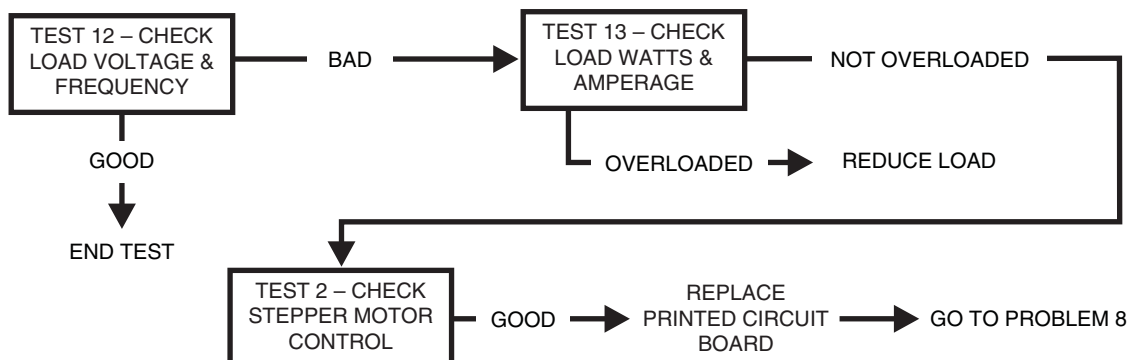 TEST 12 – CHECK
LOAD VOLTAGE &
FREQUENCY
BAD
TEST 13 – CHECK
LOAD WATTS &
AMPERAGE
NOT OVERLOADED
GOOD
OVERLOADED
REDUCE LOAD
END TEST
TEST 2 – CHECK
STEPPER MOTOR
CONTROL
GOOD
REPLACE
PRINTED CIRCUIT
BOARD
GO TO PROBLEM 8